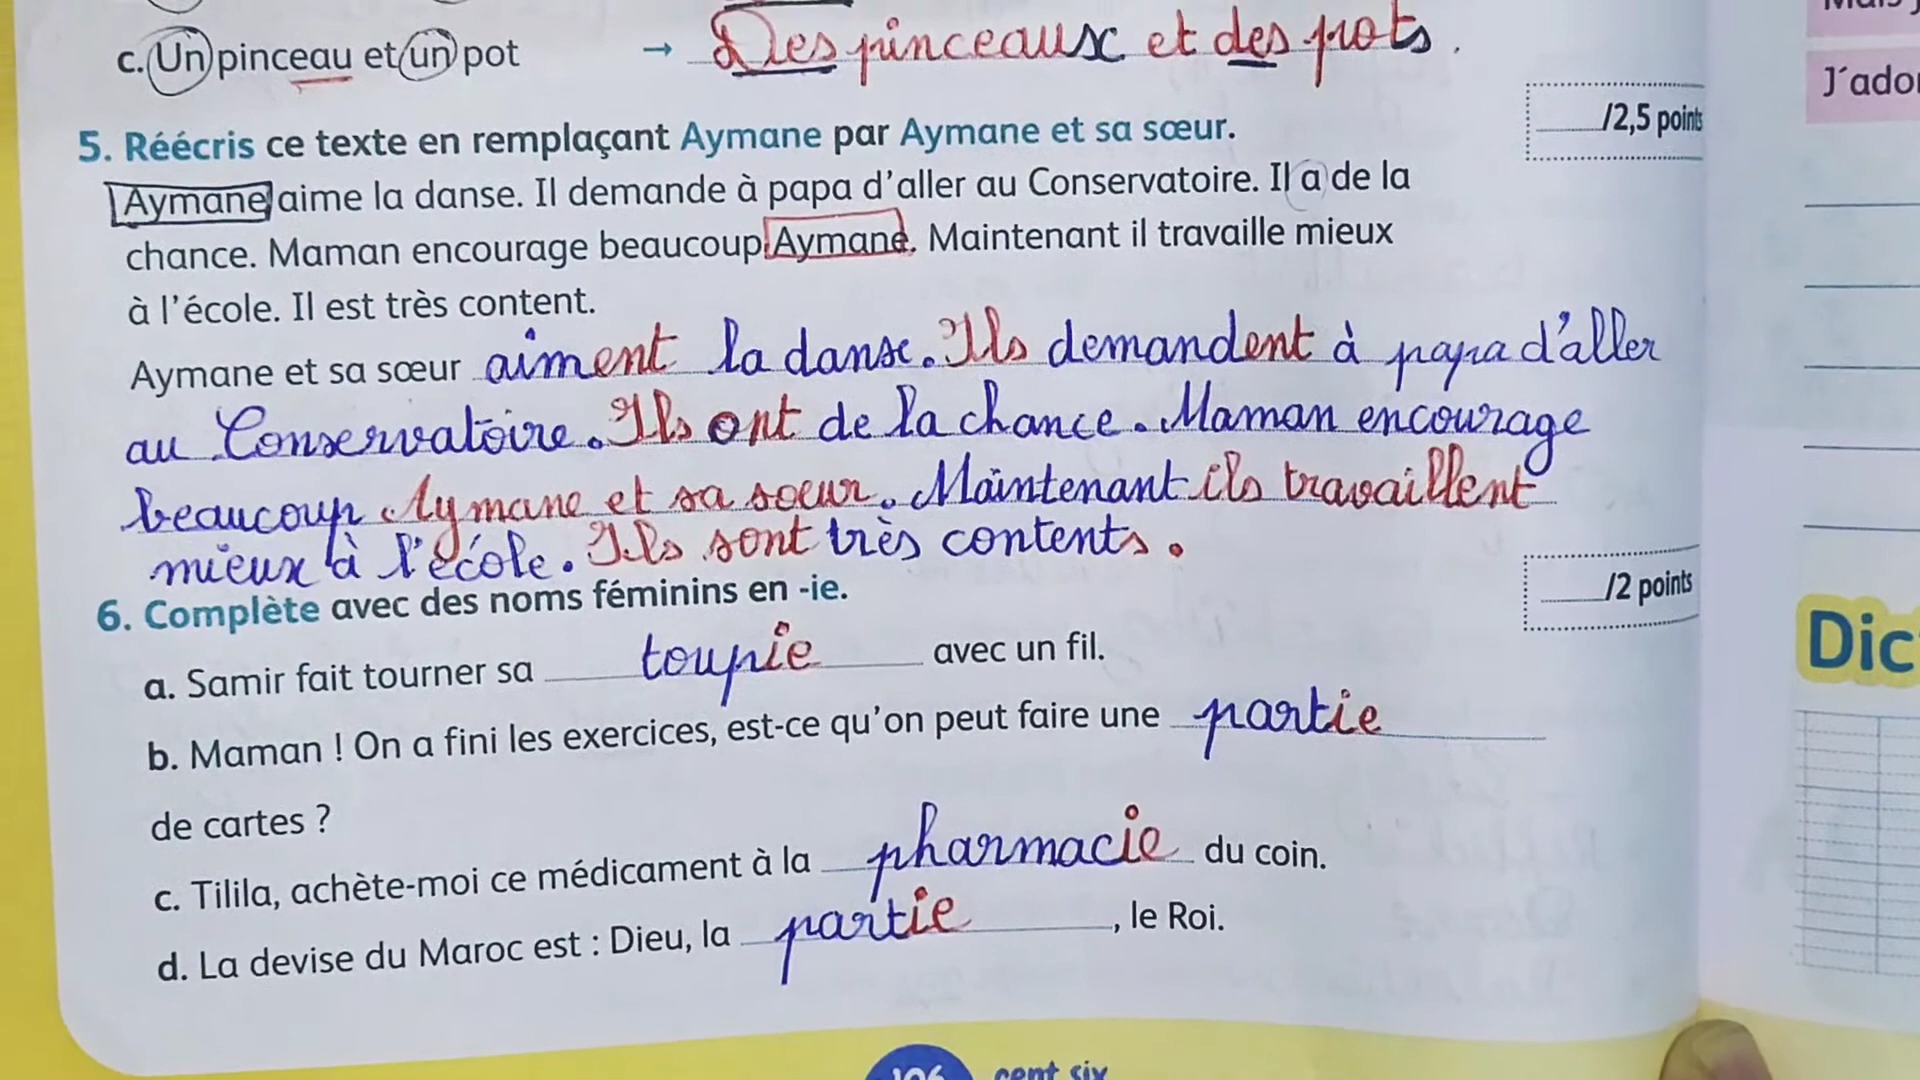 c. Un pinceau et un pot → Des pinceaux et des pots.
5. Réécris ce texte en remplaçant Aymane par Aymane et sa sœur.
/2,5 points
Aymane aime la danse. Il demande à papa d'aller au Conservatoire. Il a de la
chance. Maman encourage beaucoup Aymane. Maintenant il travaille mieux
à l'école. Il est très content.
Aymane et sa sœur aiment la danse. Ils demandent à papa d'aller
au Conservatoire. Ils ont de la chance. Maman encourage
beaucoup Aymane et sa sœur. Maintenant ils travaillent
mieux à l'école. Ils sont très contents.
6. Complète avec des noms féminins en -ie.
/2 points
a. Samir fait tourner sa toupie avec un fil.
b. Maman ! On a fini les exercices, est-ce qu'on peut faire une partie
de cartes ?
c. Tilila, achète-moi ce médicament à la pharmacie du coin.
d. La devise du Maroc est : Dieu, la partie, le Roi.
106 cent six
J'ado
Dic